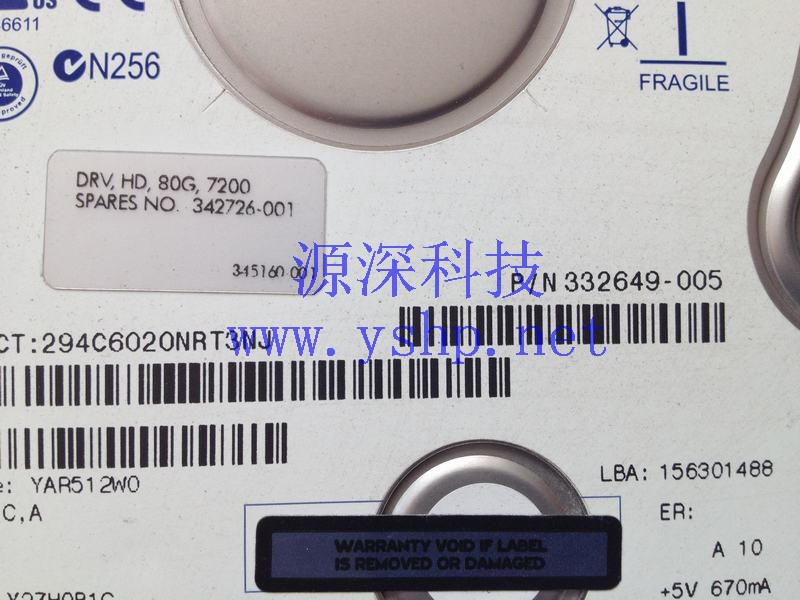 US
6611
N256
FRAGILE
DRV, HD, 80G, 7200
SPARES NO. 342726-001
345160 001
源深科技
P/N 332649-005
www.yshp.net
CT:294C6020NRT3NJ
e: YAR512W0
C,A
LBA: 156301488
ER:
A 10
WARRANTY VOID IF LABEL
IS REMOVED OR DAMAGED
+5V 670mA